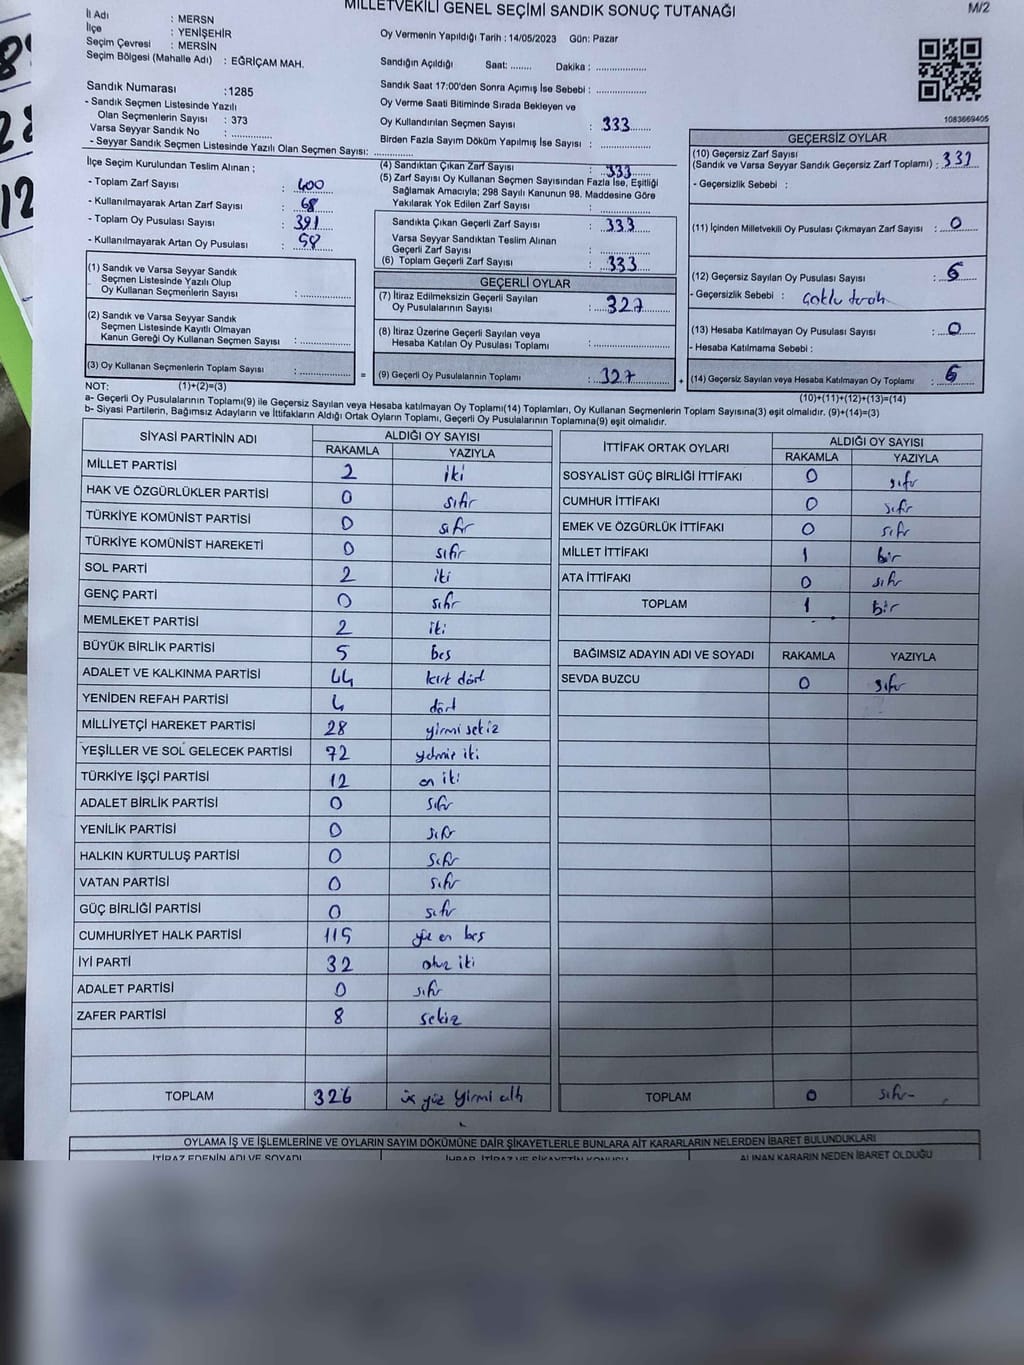 MİLLETVEKİLİ GENEL SEÇİMİ SANDIK SONUÇ TUTANAĞI
M/2
İl Adı : MERSN
İlçe : YENİŞEHİR
Seçim Çevresi : MERSİN
Seçim Bölgesi (Mahalle Adı) : EĞRİÇAM MAH.
Sandık Numarası :1285
- Sandık Seçmen Listesinde Yazılı
Olan Seçmenlerin Sayısı : 373
Varsa Seyyar Sandık No : ..............
- Seyyar Sandık Seçmen Listesinde Yazılı Olan Seçmen Sayısı: ..............
Oy Vermenin Yapıldığı Tarih : 14/05/2023 Gün: Pazar
Sandığın Açıldığı Saat: ........ Dakika : ..................
Sandık Saat 17:00'den Sonra Açımış İse Sebebi : ..................
Oy Verme Saati Bitiminde Sırada Bekleyen ve
Oy Kullandırılan Seçmen Sayısı : 333
Birden Fazla Sayım Döküm Yapılmış İse Sayısı : ..............
1083669405
İlçe Seçim Kurulundan Teslim Alınan ;
- Toplam Zarf Sayısı : 400
- Kullanılmayarak Artan Zarf Sayısı : 68
- Toplam Oy Pusulası Sayısı : 391
- Kullanılmayarak Artan Oy Pusulası : 58
(1) Sandık ve Varsa Seyyar Sandık
Seçmen Listesinde Yazılı Olup
Oy Kullanan Seçmenlerin Sayısı : ..............
(2) Sandık ve Varsa Seyyar Sandık
Seçmen Listesinde Kayıtlı Olmayan
Kanun Gereği Oy Kullanan Seçmen Sayısı : ..............
(3) Oy Kullanan Seçmenlerin Toplam Sayısı : ..............
(4) Sandıktan Çıkan Zarf Sayısı : 333
(5) Zarf Sayısı Oy Kullanan Seçmen Sayısından Fazla İse, Eşitliği
Sağlamak Amacıyla; 298 Sayılı Kanunun 98. Maddesine Göre
Yakılarak Yok Edilen Zarf Sayısı : ..............
Sandıkta Çıkan Geçerli Zarf Sayısı : 333
Varsa Seyyar Sandıktan Teslim Alınan
Geçerli Zarf Sayısı : ..............
(6) Toplam Geçerli Zarf Sayısı : 333
GEÇERLİ OYLAR
(7) İtiraz Edilmeksizin Geçerli Sayılan
Oy Pusulalarının Sayısı : 327
(8) İtiraz Üzerine Geçerli Sayılan veya
Hesaba Katılan Oy Pusulası Toplamı : ..............
= (9) Geçerli Oy Pusulalarının Toplamı : 327 +
GEÇERSİZ OYLAR
(10) Geçersiz Zarf Sayısı
(Sandık ve Varsa Seyyar Sandık Geçersiz Zarf Toplamı) : 331
- Geçersizlik Sebebi :
(11) İçinden Milletvekili Oy Pusulası Çıkmayan Zarf Sayısı : 0
(12) Geçersiz Sayılan Oy Pusulası Sayısı : 6
- Geçersizlik Sebebi : çoklu tercih
(13) Hesaba Katılmayan Oy Pusulası Sayısı : 0
- Hesaba Katılmama Sebebi :
(14) Geçersiz Sayılan veya Hesaba Katılmayan Oy Toplamı : 6
NOT: (1)+(2)=(3)
(10)+(11)+(12)+(13)=(14)
a- Geçerli Oy Pusulalarının Toplamı(9) ile Geçersiz Sayılan veya Hesaba katılmayan Oy Toplamı(14) Toplamları, Oy Kullanan Seçmenlerin Toplam Sayısına(3) eşit olmalıdır. (9)+(14)=(3)
b- Siyasi Partilerin, Bağımsız Adayların ve İttifakların Aldığı Ortak Oyların Toplamı, Geçerli Oy Pusulalarının Toplamına(9) eşit olmalıdır.
SİYASİ PARTİNİN ADI ALDIĞI OY SAYISI
RAKAMLA YAZIYLA
MİLLET PARTİSİ 2 iki
HAK VE ÖZGÜRLÜKLER PARTİSİ 0 sıfır
TÜRKİYE KOMÜNİST PARTİSİ 0 sıfır
TÜRKİYE KOMÜNİST HAREKETİ 0 sıfır
SOL PARTİ 2 iki
GENÇ PARTİ 0 sıfır
MEMLEKET PARTİSİ 2 iki
BÜYÜK BİRLİK PARTİSİ 5 beş
ADALET VE KALKINMA PARTİSİ 44 kırk dört
YENİDEN REFAH PARTİSİ 4 dört
MİLLİYETÇİ HAREKET PARTİSİ 28 yirmi sekiz
YEŞİLLER VE SOL GELECEK PARTİSİ 72 yetmiş iki
TÜRKİYE İŞÇİ PARTİSİ 12 on iki
ADALET BİRLİK PARTİSİ 0 sıfır
YENİLİK PARTİSİ 0 sıfır
HALKIN KURTULUŞ PARTİSİ 0 sıfır
VATAN PARTİSİ 0 sıfır
GÜÇ BİRLİĞİ PARTİSİ 0 sıfır
CUMHURİYET HALK PARTİSİ 115 yüz on beş
İYİ PARTİ 32 otuz iki
ADALET PARTİSİ 0 sıfır
ZAFER PARTİSİ 8 sekiz
TOPLAM 326 üç yüz yirmi altı
İTTİFAK ORTAK OYLARI ALDIĞI OY SAYISI
RAKAMLA YAZIYLA
SOSYALİST GÜÇ BİRLİĞİ İTTİFAKI 0 sıfır
CUMHUR İTTİFAKI 0 sıfır
EMEK VE ÖZGÜRLÜK İTTİFAKI 0 sıfır
MİLLET İTTİFAKI 1 bir
ATA İTTİFAKI 0 sıfır
TOPLAM 1 bir
BAĞIMSIZ ADAYIN ADI VE SOYADI RAKAMLA YAZIYLA
SEVDA BUZCU 0 sıfır
TOPLAM 0 sıfır
OYLAMA İŞ VE İŞLEMLERİNE VE OYLARIN SAYIM DÖKÜMÜNE DAİR ŞİKAYETLERLE BUNLARA AİT KARARLARIN NELERDEN İBARET BULUNDUKLARI
İTİRAZ EDENİN ADI VE SOYADI İHBAR, İTİRAZ VE ŞİKAYETİN KONUSU ALINAN KARARIN NEDEN İBARET OLDUĞU